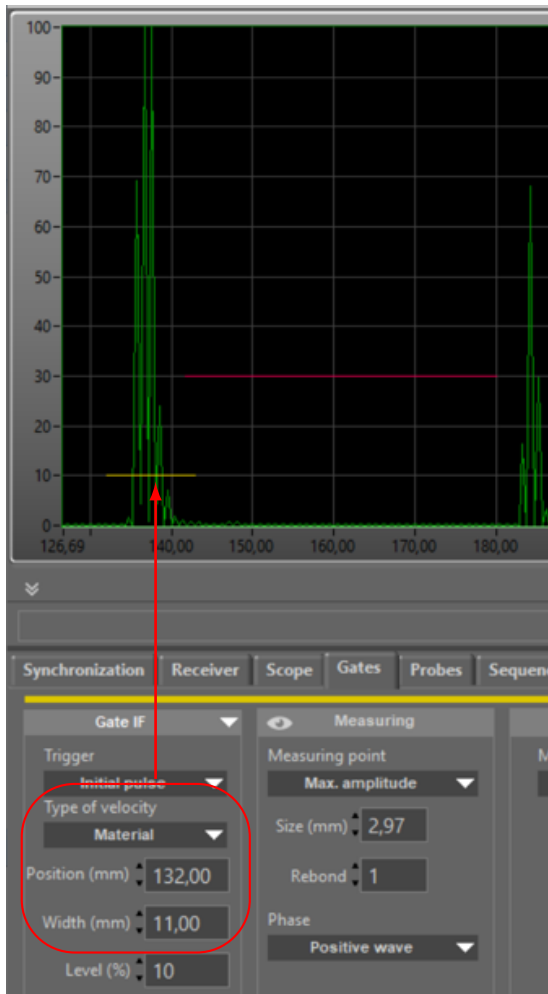 100
90
80
70
60
50
40
30
20
10
0
126,69 140,00 150,00 160,00 170,00 180,00
Synchronization Receiver Scope Gates Probes
Gate IF Measuring
Trigger Measuring point
Initial pulse Max. amplitude
Type of velocity
Material Size (mm) 2,97
Position (mm) 132,00 Rebond 1
Width (mm) 11,00 Phase
Positive wave
Level (%) 10